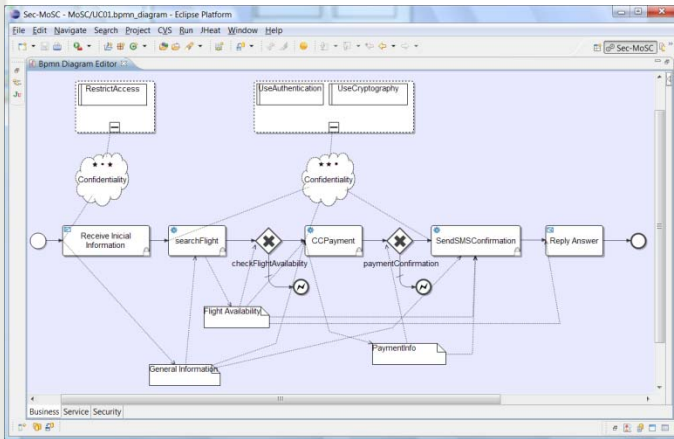 Sec-MoSC - MoSC/UC01.bpmn_diagram - Eclipse Platform
File Edit Navigate Search Project CVS Run JHeat Window Help
Sec-MoSC
Bpmn Diagram Editor
RestrictAccess
UseAuthentication
UseCryptography
Confidentiality
Confidentiality
Receive Inicial
Information
searchFlight
CCPayment
SendSMSConfirmation
Reply Answer
checkFlightAvailability
paymentConfirmation
Flight Availability
PaymentInfo
General Information
Business Service Security